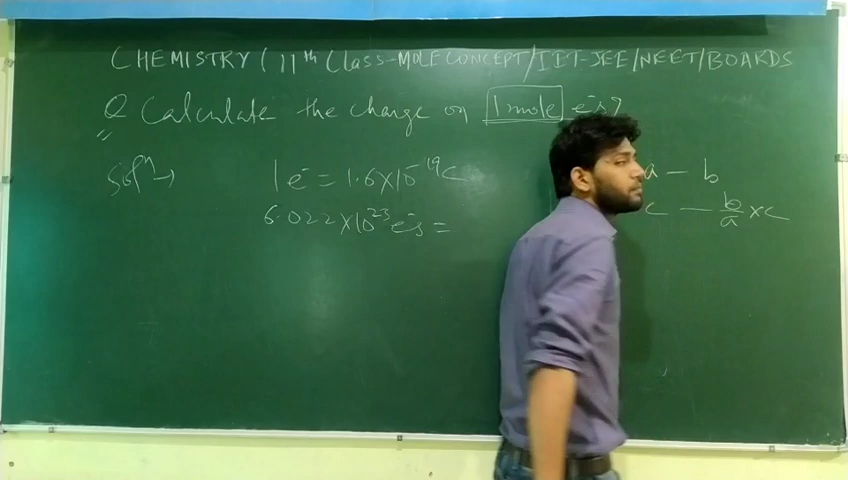 CHEMISTRY (11th Class-MOLE CONCEPT/IIT-JEE/NEET/BOARDS
Q Calculate the charge on 1 mole e⁻s?
Solⁿ→ 1 e⁻ = 1.6×10⁻¹⁹C
6.022×10²³ e⁻s =
a — b
c — b/a × c